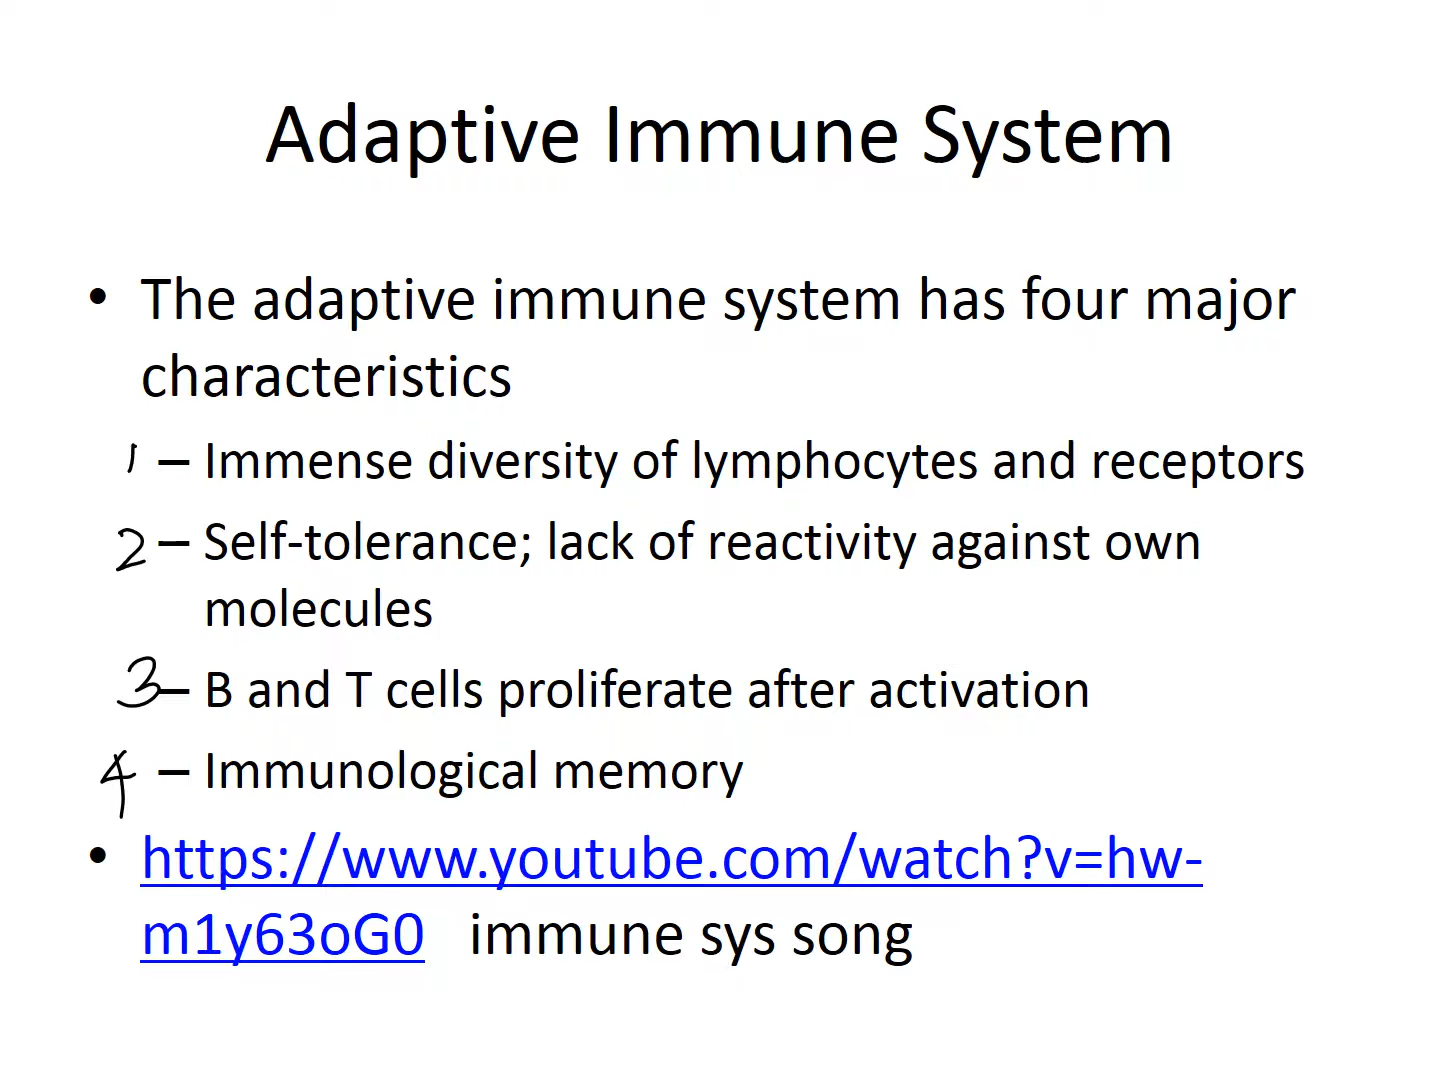 Adaptive Immune System
• The adaptive immune system has four major
characteristics
1 – Immense diversity of lymphocytes and receptors
2 – Self-tolerance; lack of reactivity against own
molecules
3 – B and T cells proliferate after activation
4 – Immunological memory
• https://www.youtube.com/watch?v=hw-
m1y63oG0 immune sys song